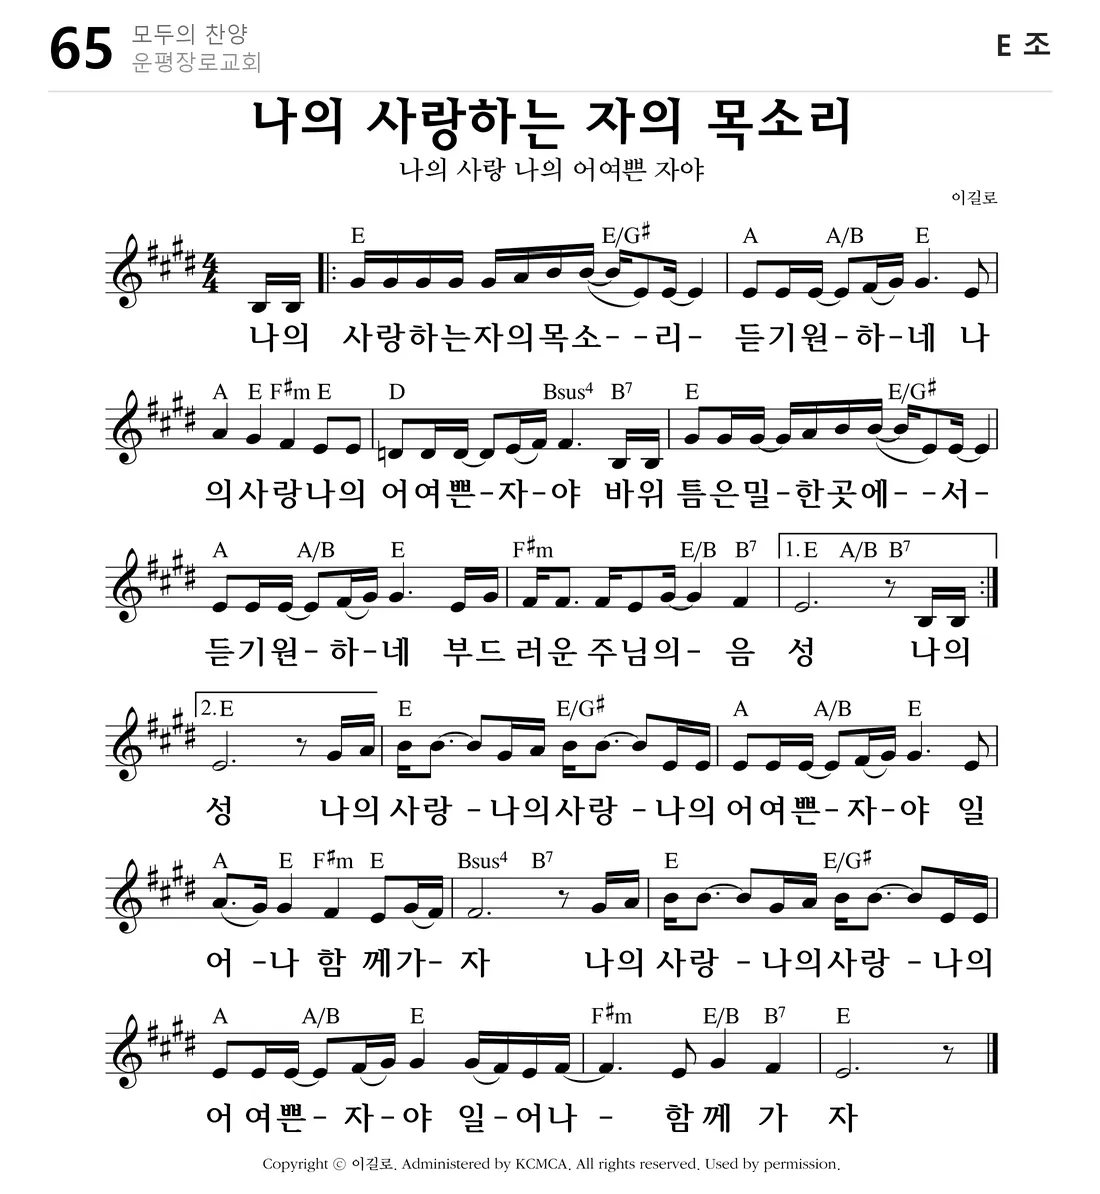 65 모두의 찬양
운평장로교회
E 조
나의 사랑하는 자의 목소리
나의 사랑 나의 어여쁜 자야
이길로
E E/G# A A/B E
나의 사랑하는자의목소- -리- 듣기원-하-네 나
A E F#m E D Bsus4 B7 E E/G#
의사랑나의 어여쁜-자-야 바위 틈은밀-한곳에- -서-
A A/B E F#m E/B B7 1. E A/B B7
듣기원- 하-네 부드 러운 주님의- 음 성 나의
2. E E E/G# A A/B E
성 나의 사랑 -나의사랑 -나의 어여쁜- 자-야 일
A E F#m E Bsus4 B7 E E/G#
어 -나 함 께가- 자 나의 사랑 - 나의사랑 - 나의
A A/B E F#m E/B B7 E
어 여쁜- 자-야 일-어나 - 함께 가 자
Copyright ⓒ 이길로. Administered by KCMCA. All rights reserved. Used by permission.